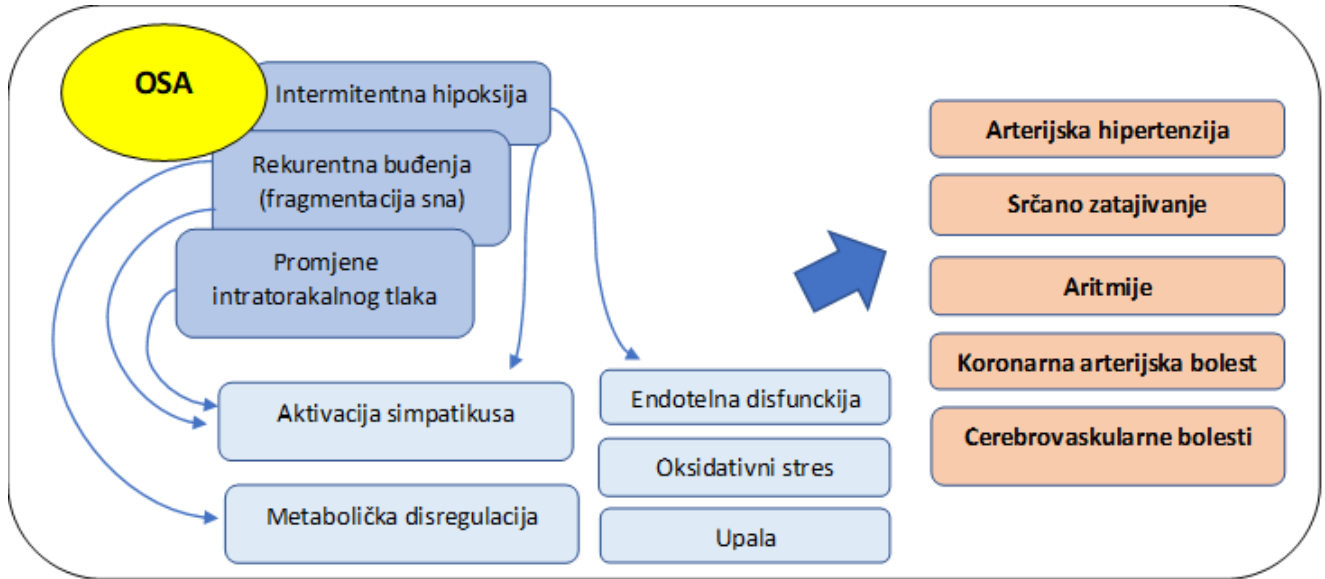 OSA
Intermitentna hipoksija
Rekurentna buđenja
(fragmentacija sna)
Promjene
intratorakalnog tlaka
Aktivacija simpatikusa
Metabolička disregulacija
Endotelna disfunckija
Oksidativni stres
Upala
Arterijska hipertenzija
Srčano zatajivanje
Aritmije
Koronarna arterijska bolest
Cerebrovaskularne bolesti